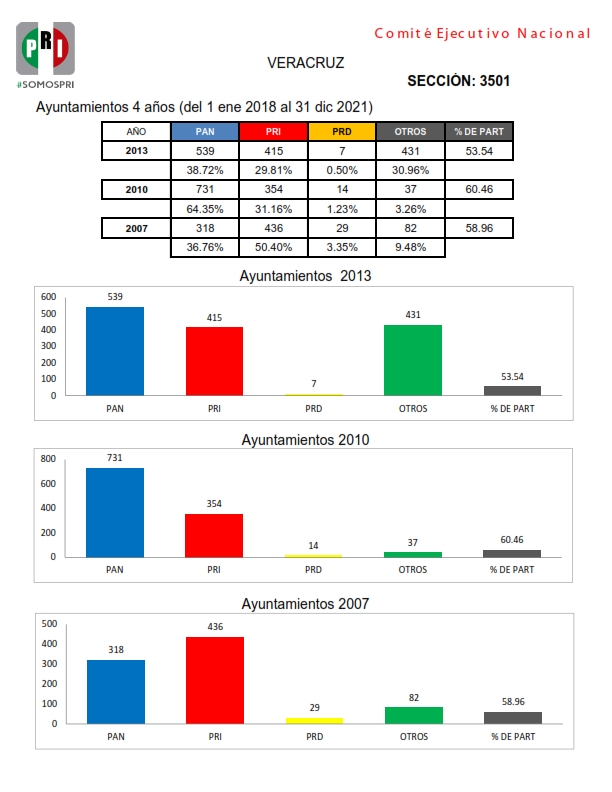 Comité Ejecutivo Nacional
PRI
#SOMOSPRI
VERACRUZ
SECCIÓN: 3501
Ayuntamientos 4 años (del 1 ene 2018 al 31 dic 2021)
AÑO PAN PRI PRD OTROS % DE PART
2013 539 415 7 431 53.54
38.72% 29.81% 0.50% 30.96%
2010 731 354 14 37 60.46
64.35% 31.16% 1.23% 3.26%
2007 318 436 29 82 58.96
36.76% 50.40% 3.35% 9.48%
Ayuntamientos 2013
600
500
400
300
200
100
0
539
415
7
431
53.54
PAN PRI PRD OTROS % DE PART
Ayuntamientos 2010
800
600
400
200
0
731
354
14
37
60.46
PAN PRI PRD OTROS % DE PART
Ayuntamientos 2007
500
400
300
200
100
0
318
436
29
82
58.96
PAN PRI PRD OTROS % DE PART